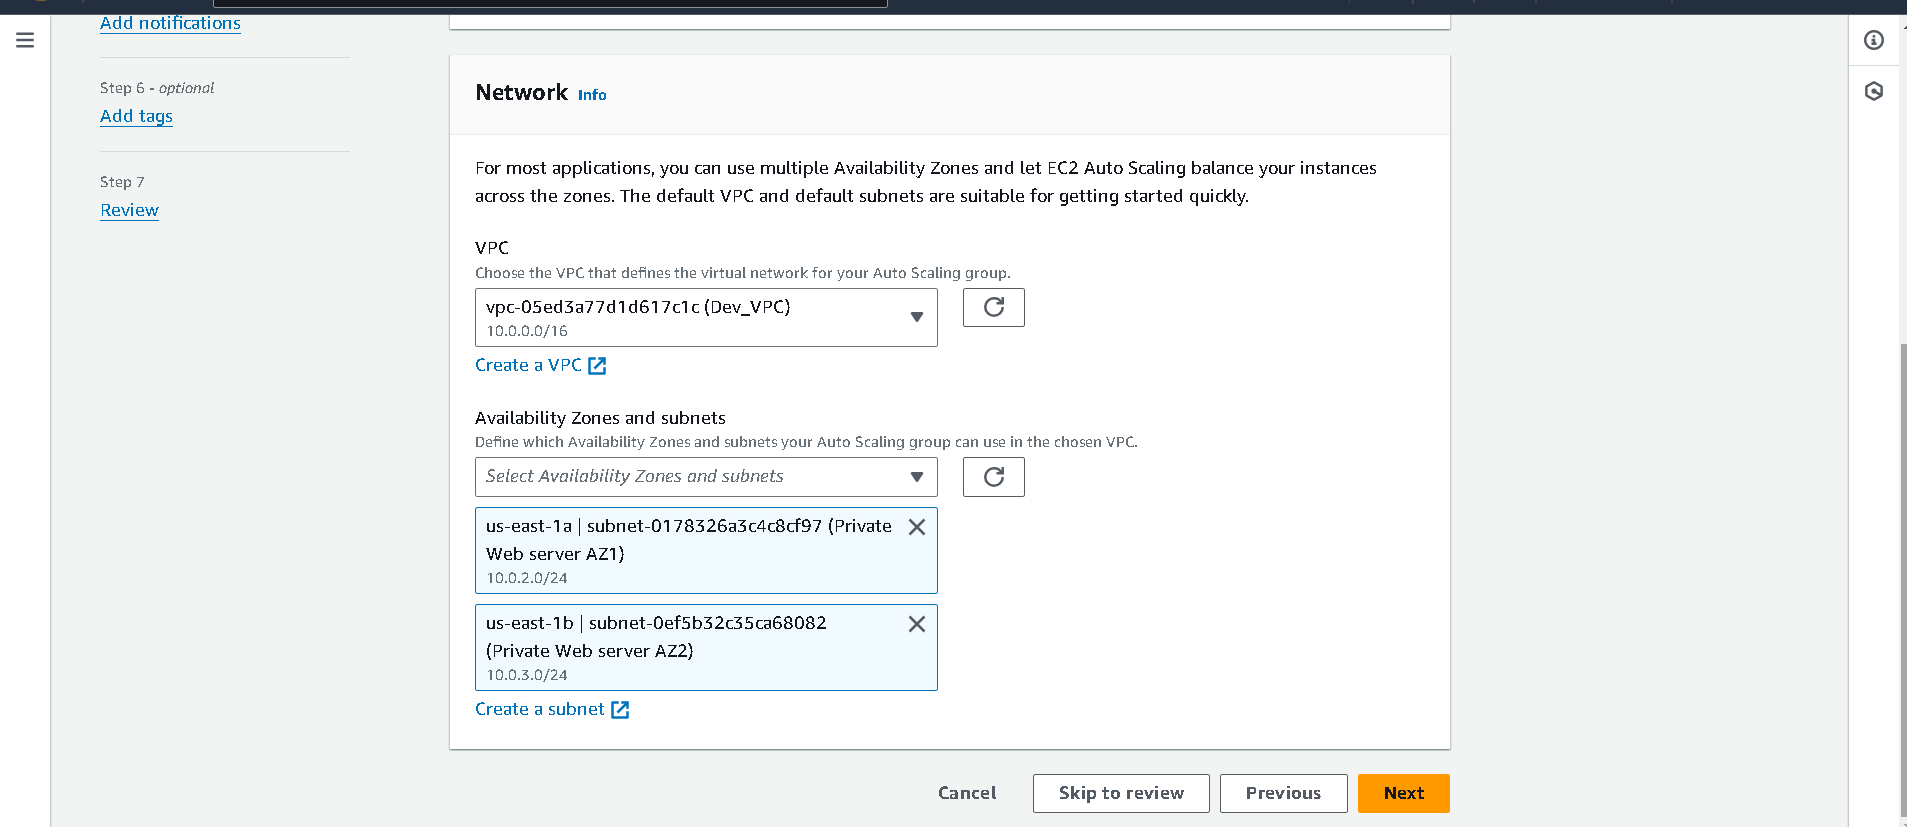 Add notifications
Step 6 - optional
Add tags
Step 7
Review
Network Info
For most applications, you can use multiple Availability Zones and let EC2 Auto Scaling balance your instances
across the zones. The default VPC and default subnets are suitable for getting started quickly.
VPC
Choose the VPC that defines the virtual network for your Auto Scaling group.
vpc-05ed3a77d1d617c1c (Dev_VPC)
10.0.0.0/16
Create a VPC
Availability Zones and subnets
Define which Availability Zones and subnets your Auto Scaling group can use in the chosen VPC.
Select Availability Zones and subnets
us-east-1a | subnet-0178326a3c4c8cf97 (Private
Web server AZ1)
10.0.2.0/24
us-east-1b | subnet-0ef5b32c35ca68082
(Private Web server AZ2)
10.0.3.0/24
Create a subnet
Cancel
Skip to review
Previous
Next